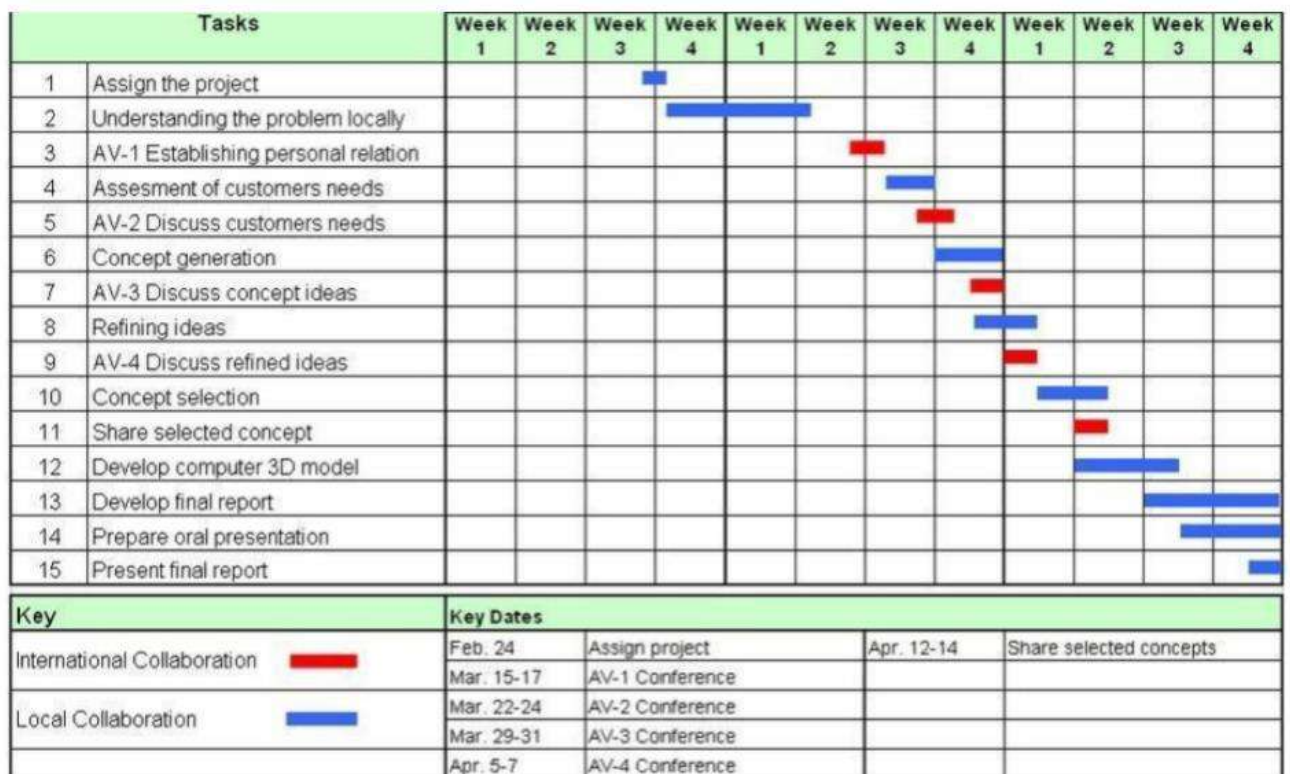 Tasks Week 1 Week 2 Week 3 Week 4 Week 1 Week 2 Week 3 Week 4 Week 1 Week 2 Week 3 Week 4
1 Assign the project
2 Understanding the problem locally
3 AV-1 Establishing personal relation
4 Assesment of customers needs
5 AV-2 Discuss customers needs
6 Concept generation
7 AV-3 Discuss concept ideas
8 Refining ideas
9 AV-4 Discuss refined ideas
10 Concept selection
11 Share selected concept
12 Develop computer 3D model
13 Develop final report
14 Prepare oral presentation
15 Present final report
Key
International Collaboration
Local Collaboration
Key Dates
Feb. 24 Assign project Apr. 12-14 Share selected concepts
Mar. 15-17 AV-1 Conference
Mar. 22-24 AV-2 Conference
Mar. 29-31 AV-3 Conference
Apr. 5-7 AV-4 Conference